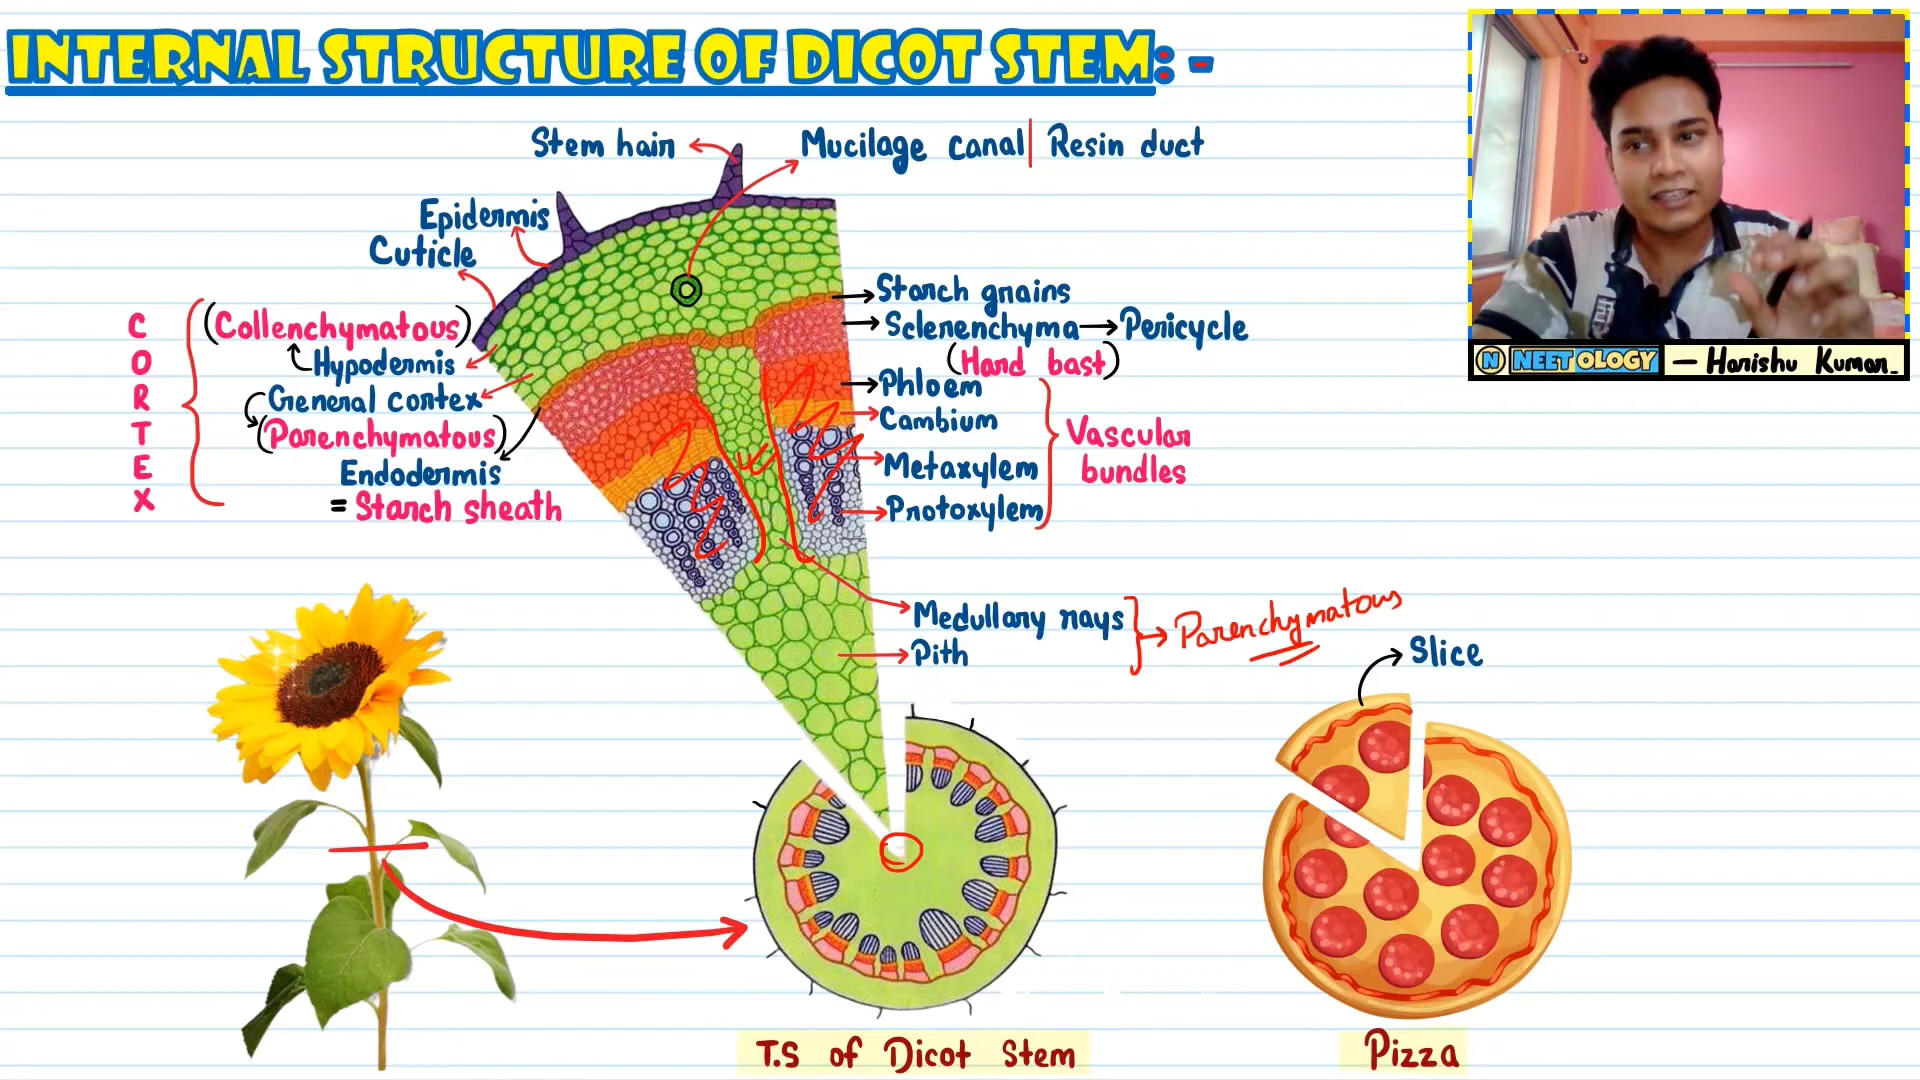 INTERNAL STRUCTURE OF DICOT STEM: -
Stem hair
Mucilage canal | Resin duct
Epidermis
Cuticle
CORTEX
(Collenchymatous)
Hypodermis
General cortex
(Parenchymatous)
Endodermis
= Starch sheath
Starch grains
Sclerenchyma → Pericycle
(Hard bast)
Phloem
Cambium
Metaxylem
Protoxylem
Vascular
bundles
Medullary rays
Pith
Parenchymatous
Slice
T.S of Dicot Stem
Pizza
N NEETOLOGY — Harishu Kumar